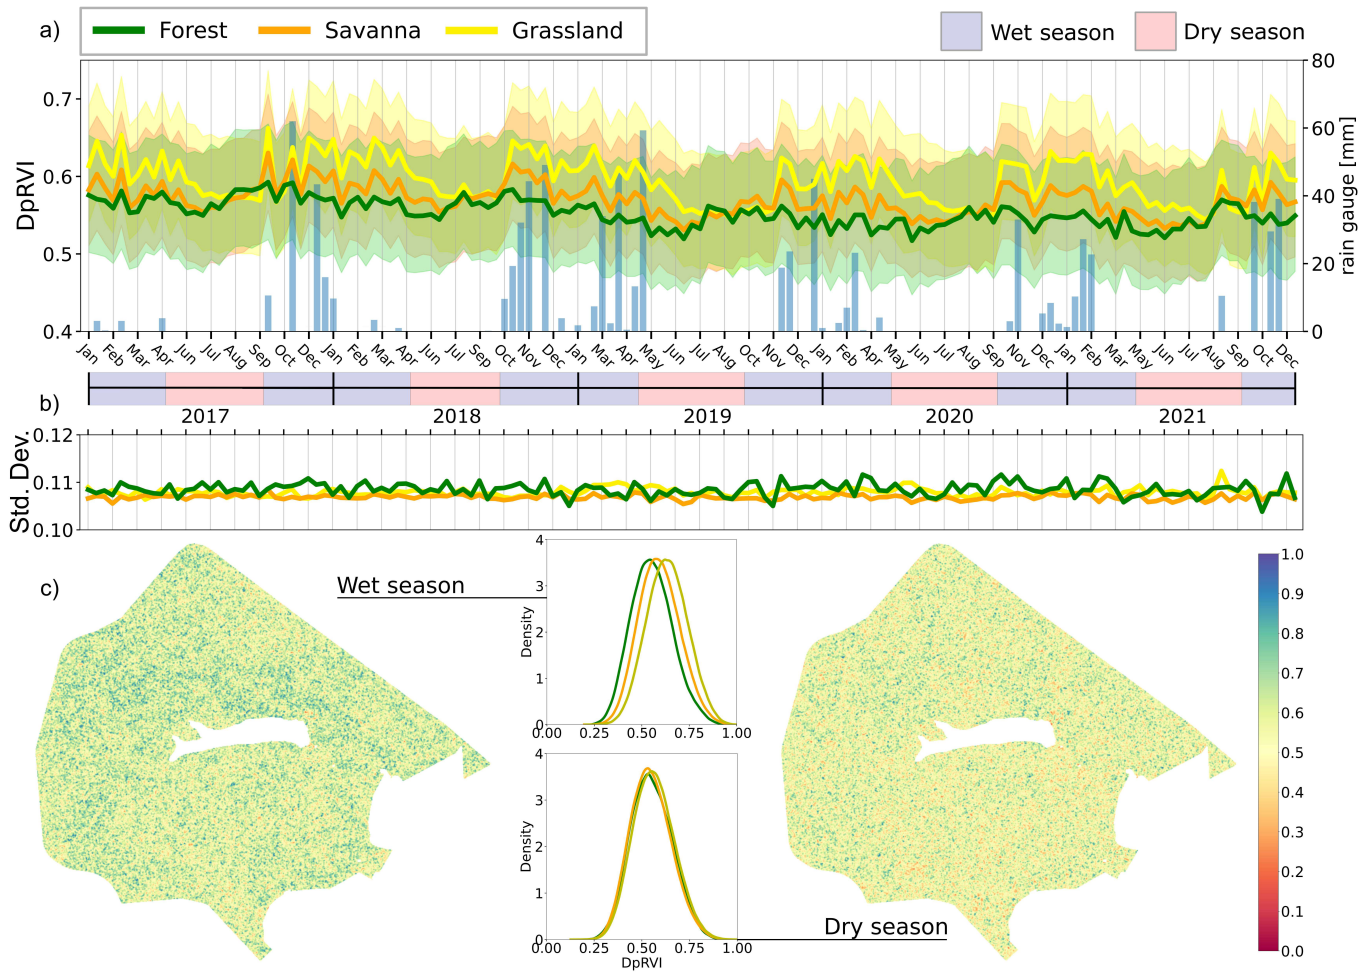 a)
Forest Savanna Grassland
Wet season Dry season
DpRVI
0.7
0.6
0.5
0.4
80
60
40
20
0
rain gauge [mm]
Jan Feb Mar Apr Jun Jul Aug Sep Oct Dec Jan Feb Mar Apr Jun Jul Sep Oct Nov Dec Jan Feb Mar Apr May Jun Jul Aug Oct Nov Dec Jan Feb Mar May Jun Jul Aug Sep Nov Dec Jan Feb Mar May Jun Jul Aug Sep Oct Dec
2017 2018 2019 2020 2021
b)
Std. Dev.
0.12
0.11
0.10
c)
Wet season
Density
4
3
2
1
0
0.00 0.25 0.50 0.75 1.00
Density
4
3
2
1
0
0.00 0.25 0.50 0.75 1.00
DpRVI
Dry season
1.0
0.9
0.8
0.7
0.6
0.5
0.4
0.3
0.2
0.1
0.0